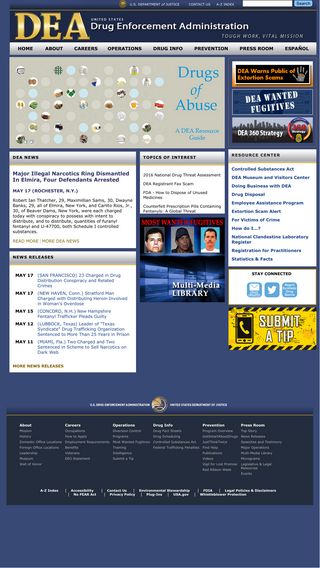 U.S. DEPARTMENT of JUSTICE CONTACT US A-Z INDEX
DEA
UNITED STATES
Drug Enforcement Administration
TOUGH WORK, VITAL MISSION
HOME ABOUT CAREERS OPERATIONS DRUG INFO PREVENTION PRESS ROOM ESPAÑOL
Drugs
of
Abuse
A DEA Resource
Guide
DEA Warns Public of
Extortion Scams
DEA WANTED
FUGITIVES
DEA 360 STRATEGY
DEA NEWS
Major Illegal Narcotics Ring Dismantled
In Elmira, Four Defendants Arrested
MAY 17 (ROCHESTER, N.Y.)
Robert Ian Thatcher, 29, Maximillian Sams, 30, Dwayne
Banks, 29, all of Elmira, New York, and Carlito Rios, Jr.,
30, of Beaver Dams, New York, were each charged
today with conspiracy to possess with intent to
distribute, and to distribute, quantities of furanyl
fentanyl and U-47700, both Schedule I controlled
substances.
READ MORE | MORE DEA NEWS
TOPICS OF INTEREST
2016 National Drug Threat Assessment
DEA Registrant Fax Scam
FDA - How to Dispose of Unused
Medicines
Counterfeit Prescription Pills Containing
Fentanyls: A Global Threat
RESOURCE CENTER
Controlled Substances Act
DEA Museum and Visitors Center
Doing Business with DEA
Drug Disposal
Employee Assistance Program
Extortion Scam Alert
For Victims of Crime
How do I...?
National Clandestine Laboratory
Register
Registration for Practitioners
Statistics & Facts
MOST WANTED FUGITIVES
Multi-Media
LIBRARY
NEWS RELEASES
MAY 17 (SAN FRANCISCO) 23 Charged in Drug
Distribution Conspiracy and Related
Crimes
MAY 17 (NEW HAVEN, Conn.) Stratford Man
Charged with Distributing Heroin Involved
in Woman's Overdose
MAY 15 (CONCORD, N.H.) New Hampshire
Fentanyl Trafficker Pleads Guilty
MAY 12 (LUBBOCK, Texas) Leader of "Texas
Syndicate" Drug Trafficking Organization
Sentenced to More Than 25 Years in Prison
MAY 11 (MIAMI, Fla.) Two Charged and Two
Sentenced in Scheme to Sell Narcotics on
Dark Web
MORE NEWS RELEASES
STAY CONNECTED
SUBMIT
A TIP
U.S. DRUG ENFORCEMENT ADMINISTRATION UNITED STATES DEPARTMENT OF JUSTICE
About
Mission
History
Domestic Office Locations
Foreign Office Locations
Leadership
Museum
Wall of Honor
Careers
Occupations
How to Apply
Employment Requirements
Benefits
Veterans
DEO Statement
Operations
Diversion Control
Programs
Most Wanted Fugitives
Training
Intelligence
Submit a Tip
Drug Info
Drug Fact Sheets
Drug Scheduling
Controlled Substances Act
Federal Trafficking Penalties
Prevention
Program Overview
GetSmartAboutDrugs
JustThinkTwice
Find Help
Publications
Videos
Vigil for Lost Promise
Red Ribbon Week
Press Room
Top Story
News Releases
Speeches and Testimony
Major Operations
Multi-Media Library
Micrograms
Legislative & Legal
Resources
Events
A-Z Index | Accessibility | Contact Us | Environmental Stewardship | FOIA | Legal Policies & Disclaimers
No FEAR Act | Privacy Policy | Plug-Ins | USA.gov | Whistleblower Protection